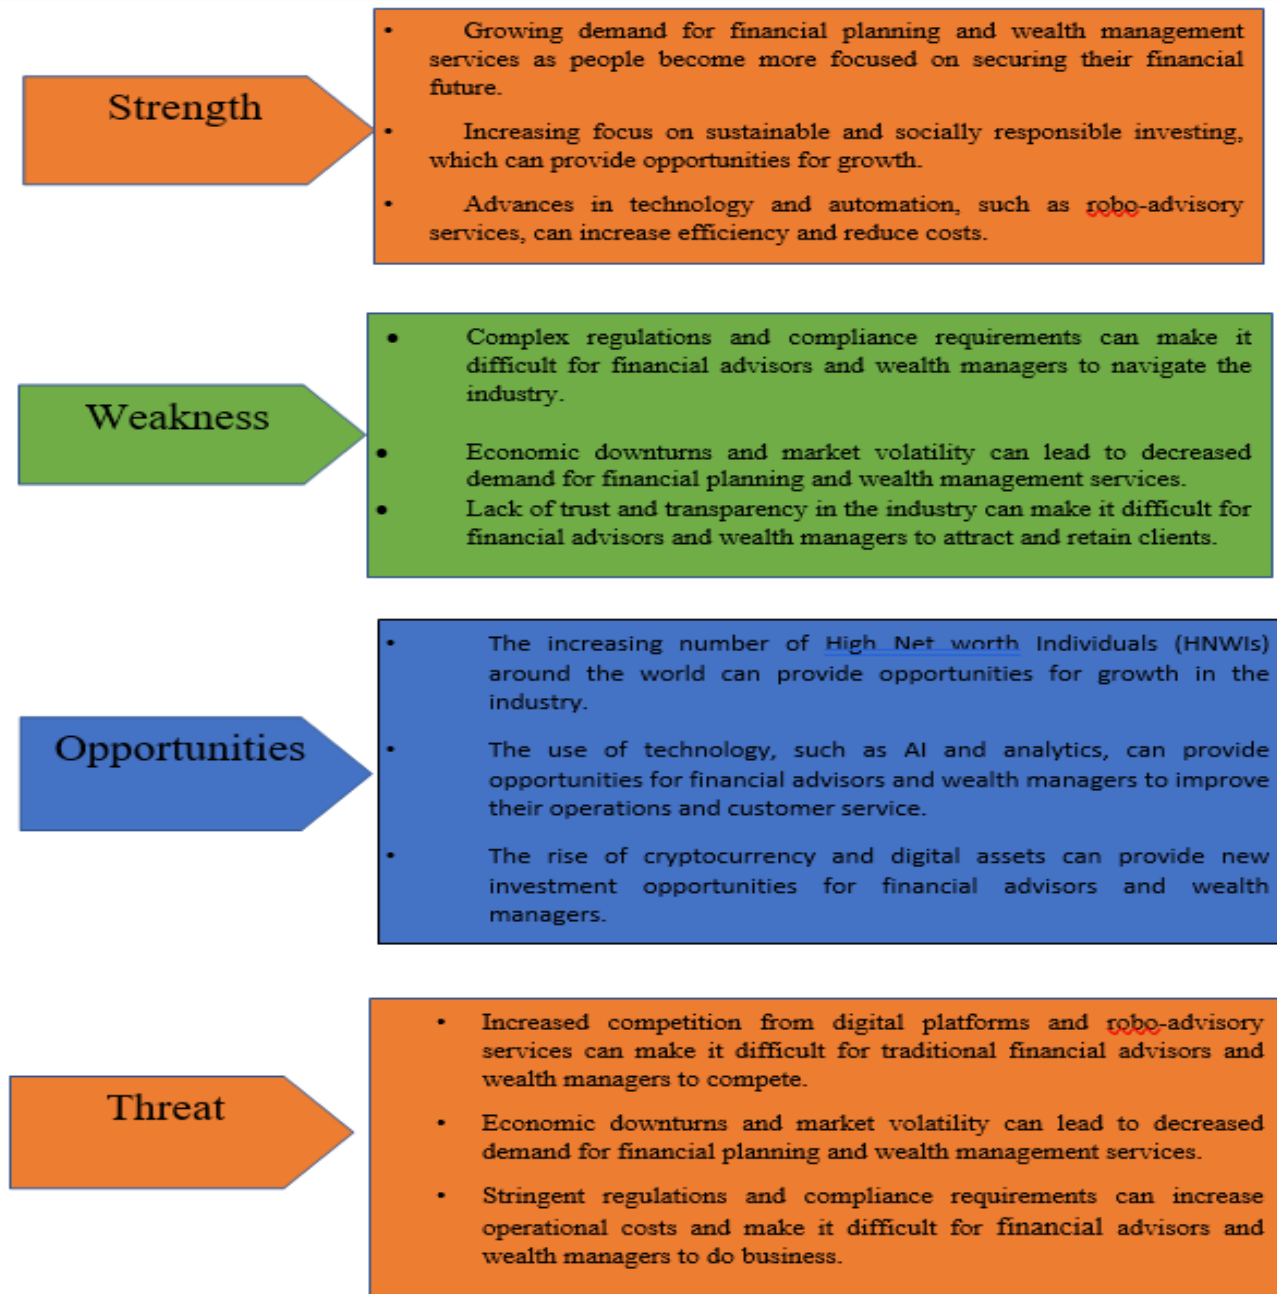 Strength
• Growing demand for financial planning and wealth management
services as people become more focused on securing their financial
future.
• Increasing focus on sustainable and socially responsible investing,
which can provide opportunities for growth.
• Advances in technology and automation, such as robo-advisory
services, can increase efficiency and reduce costs.
Weakness
• Complex regulations and compliance requirements can make it
difficult for financial advisors and wealth managers to navigate the
industry.
• Economic downturns and market volatility can lead to decreased
demand for financial planning and wealth management services.
• Lack of trust and transparency in the industry can make it difficult for
financial advisors and wealth managers to attract and retain clients.
Opportunities
• The increasing number of High Net worth Individuals (HNWIs)
around the world can provide opportunities for growth in the
industry.
• The use of technology, such as AI and analytics, can provide
opportunities for financial advisors and wealth managers to improve
their operations and customer service.
• The rise of cryptocurrency and digital assets can provide new
investment opportunities for financial advisors and wealth
managers.
Threat
• Increased competition from digital platforms and robo-advisory
services can make it difficult for traditional financial advisors and
wealth managers to compete.
• Economic downturns and market volatility can lead to decreased
demand for financial planning and wealth management services.
• Stringent regulations and compliance requirements can increase
operational costs and make it difficult for financial advisors and
wealth managers to do business.